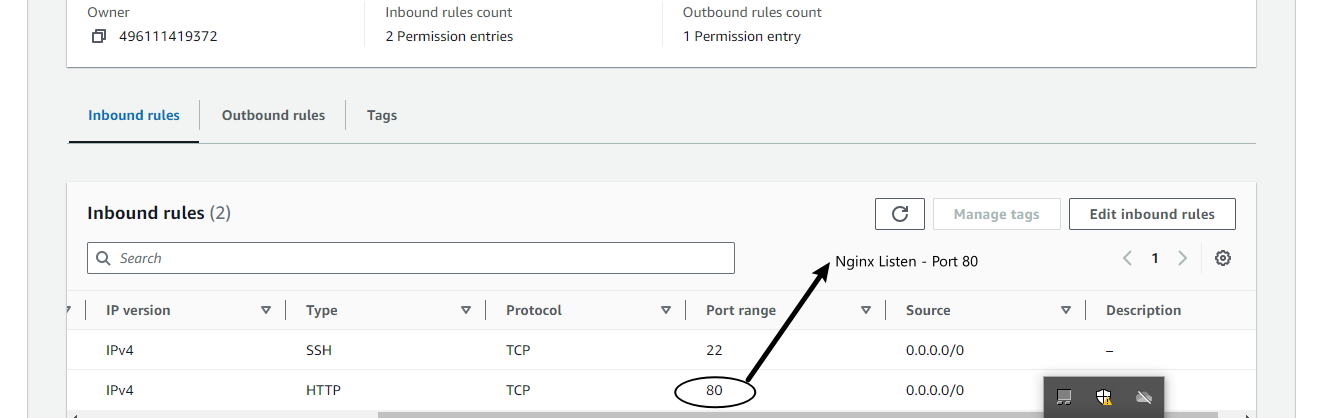 Owner Inbound rules count Outbound rules count
496111419372 2 Permission entries 1 Permission entry
Inbound rules Outbound rules Tags
Inbound rules (2) Manage tags Edit inbound rules
Search Nginx Listen - Port 80 1
IP version Type Protocol Port range Source Description
IPv4 SSH TCP 22 0.0.0.0/0 –
IPv4 HTTP TCP 80 0.0.0.0/0